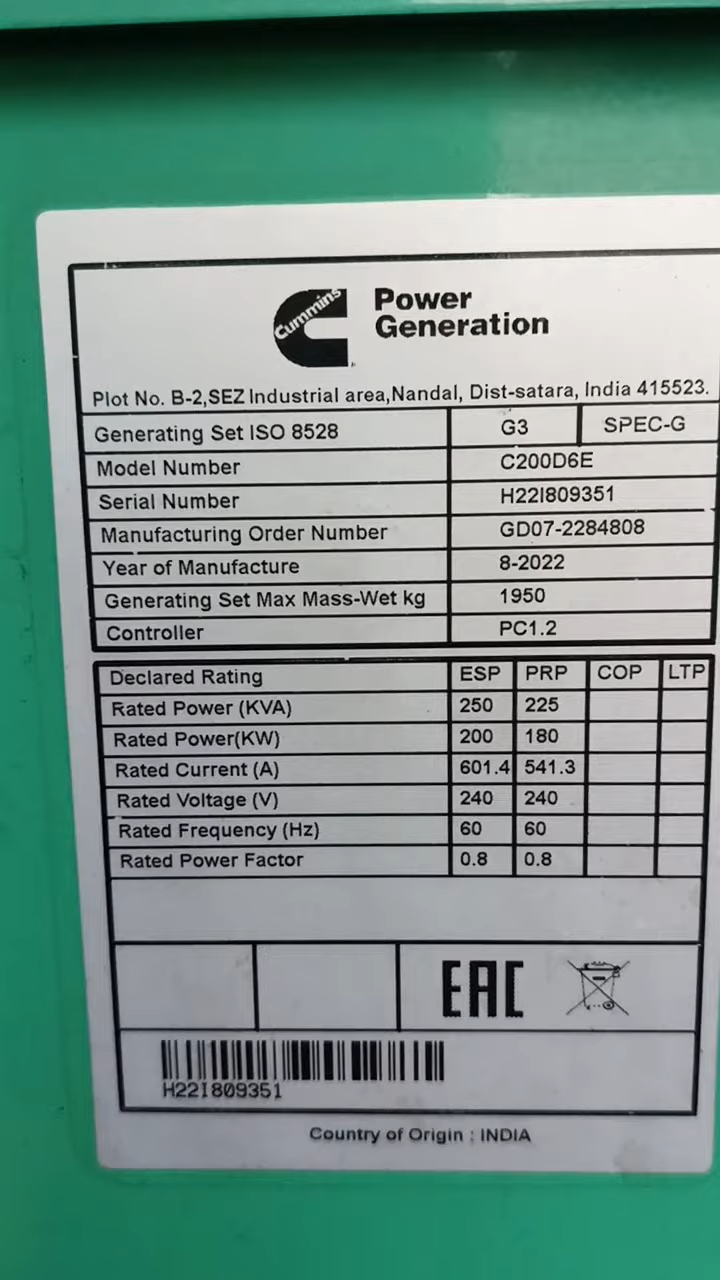 Cummins
Power
Generation
Plot No. B-2,SEZ Industrial area,Nandal, Dist-satara, India 415523.
Generating Set ISO 8528 G3 SPEC-G
Model Number C200D6E
Serial Number H22I809351
Manufacturing Order Number GD07-2284808
Year of Manufacture 8-2022
Generating Set Max Mass-Wet kg 1950
Controller PC1.2
Declared Rating ESP PRP COP LTP
Rated Power (KVA) 250 225
Rated Power(KW) 200 180
Rated Current (A) 601.4 541.3
Rated Voltage (V) 240 240
Rated Frequency (Hz) 60 60
Rated Power Factor 0.8 0.8
EAC
H22I809351
Country of Origin : INDIA